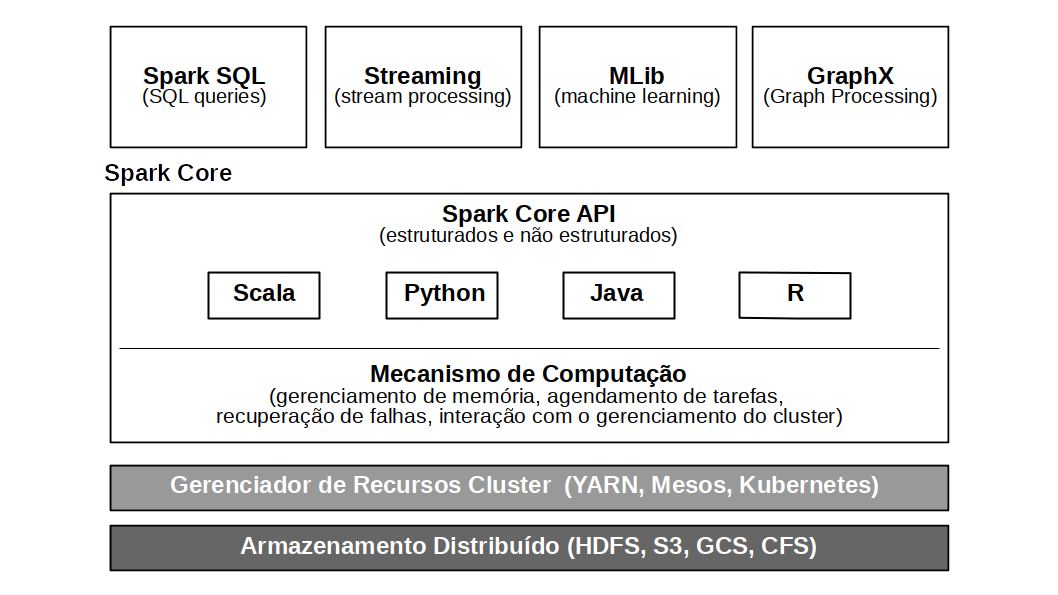 Spark SQL
(SQL queries)
Streaming
(stream processing)
MLib
(machine learning)
GraphX
(Graph Processing)
Spark Core
Spark Core API
(estruturados e não estruturados)
Scala
Python
Java
R
Mecanismo de Computação
(gerenciamento de memória, agendamento de tarefas,
recuperação de falhas, interação com o gerenciamento do cluster)
Gerenciador de Recursos Cluster  (YARN, Mesos, Kubernetes)
Armazenamento Distribuído (HDFS, S3, GCS, CFS)